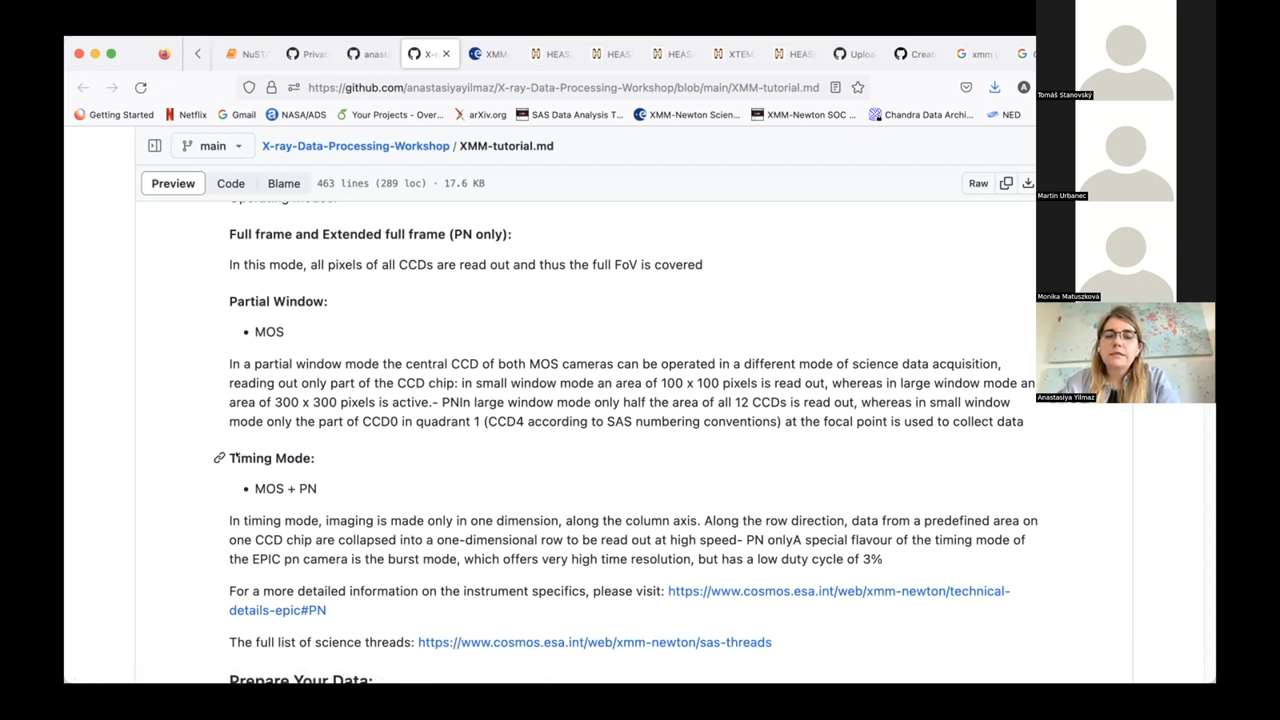 NuST
Priva
anasta
X-r
XMM-
HEAS
HEAS
HEAS
XTEM
HEAS
Uploa
Creati
xmm p
https://github.com/anastasiyayilmaz/X-ray-Data-Processing-Workshop/blob/main/XMM-tutorial.md
A
Getting Started
Netflix
Gmail
NASA/ADS
Your Projects - Over...
arXiv.org
SAS Data Analysis T...
XMM-Newton Scien...
XMM-Newton SOC ...
Chandra Data Archi...
NED
main
X-ray-Data-Processing-Workshop / XMM-tutorial.md
Preview
Code
Blame
463 lines (289 loc) · 17.6 KB
Raw
Full frame and Extended full frame (PN only):
In this mode, all pixels of all CCDs are read out and thus the full FoV is covered
Partial Window:
• MOS
In a partial window mode the central CCD of both MOS cameras can be operated in a different mode of science data acquisition,
reading out only part of the CCD chip: in small window mode an area of 100 x 100 pixels is read out, whereas in large window mode an
area of 300 x 300 pixels is active.- PNIn large window mode only half the area of all 12 CCDs is read out, whereas in small window
mode only the part of CCD0 in quadrant 1 (CCD4 according to SAS numbering conventions) at the focal point is used to collect data
Timing Mode:
• MOS + PN
In timing mode, imaging is made only in one dimension, along the column axis. Along the row direction, data from a predefined area on
one CCD chip are collapsed into a one-dimensional row to be read out at high speed- PN onlyA special flavour of the timing mode of
the EPIC pn camera is the burst mode, which offers very high time resolution, but has a low duty cycle of 3%
For a more detailed information on the instrument specifics, please visit: https://www.cosmos.esa.int/web/xmm-newton/technical-
details-epic#PN
The full list of science threads: https://www.cosmos.esa.int/web/xmm-newton/sas-threads
Prepare Your Data:
Tomáš Stanovský
Martin Urbanec
Monika Matuszková
Anastasiya Yilmaz